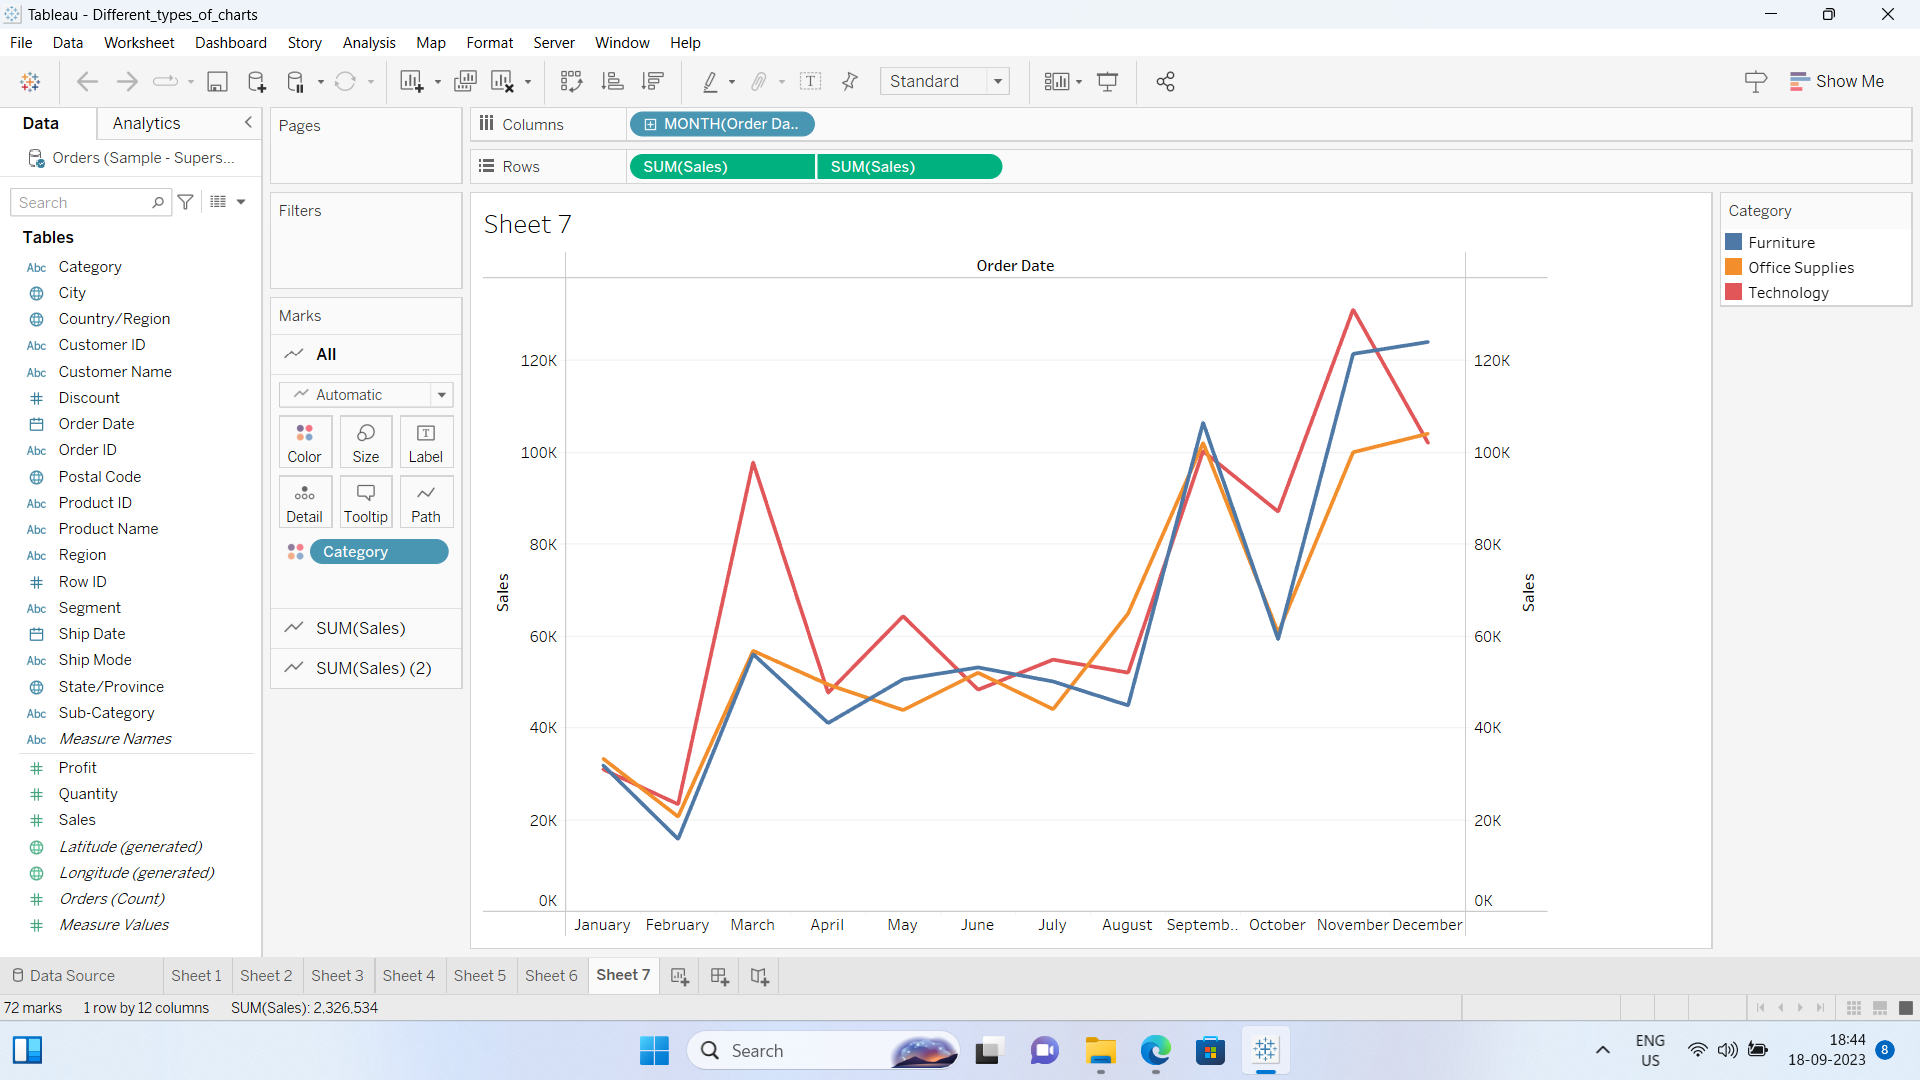 Tableau - Different_types_of_charts
File Data Worksheet Dashboard Story Analysis Map Format Server Window Help
Standard
Show Me
Data Analytics
Orders (Sample - Supers...
Search
Tables
Abc Category
City
Country/Region
Abc Customer ID
Abc Customer Name
Discount
Order Date
Abc Order ID
Postal Code
Abc Product ID
Abc Product Name
Abc Region
Row ID
Abc Segment
Ship Date
Abc Ship Mode
State/Province
Abc Sub-Category
Abc Measure Names
Profit
Quantity
Sales
Latitude (generated)
Longitude (generated)
Orders (Count)
Measure Values
Pages
Filters
Marks
All
Automatic
Color Size Label
Detail Tooltip Path
Category
SUM(Sales)
SUM(Sales) (2)
Columns MONTH(Order Da..
Rows SUM(Sales) SUM(Sales)
Sheet 7
Order Date
120K 120K
100K 100K
80K 80K
Sales Sales
60K 60K
40K 40K
20K 20K
0K 0K
January February March April May June July August Septemb.. October November December
Category
Furniture
Office Supplies
Technology
Data Source Sheet 1 Sheet 2 Sheet 3 Sheet 4 Sheet 5 Sheet 6 Sheet 7
72 marks 1 row by 12 columns SUM(Sales): 2,326,534
Search
ENG
US
18:44
18-09-2023
8